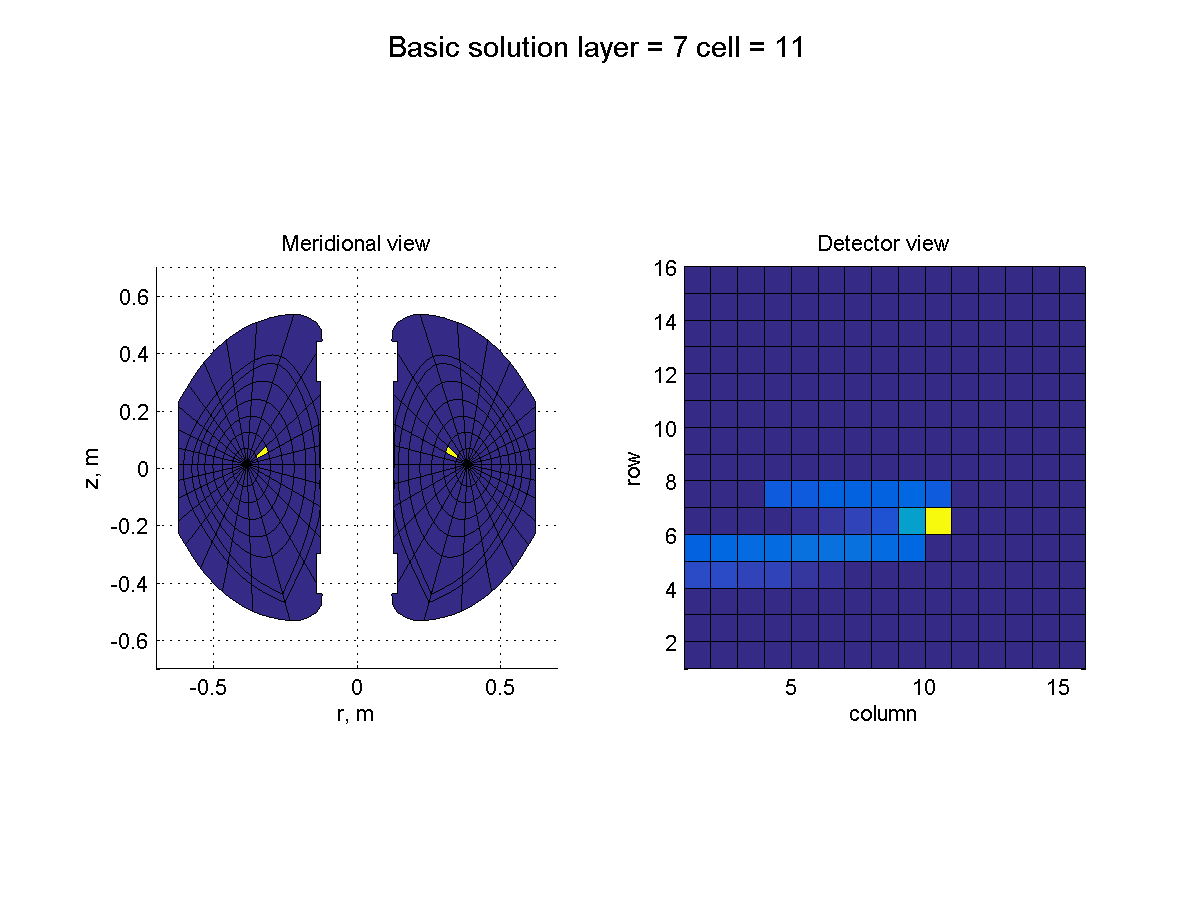 Basic solution layer = 7 cell = 11
Meridional view
0.6
0.4
0.2
0
-0.2
-0.4
-0.6
z, m
-0.5 0 0.5
r, m
Detector view
16
14
12
10
8
6
4
2
row
5 10 15
column